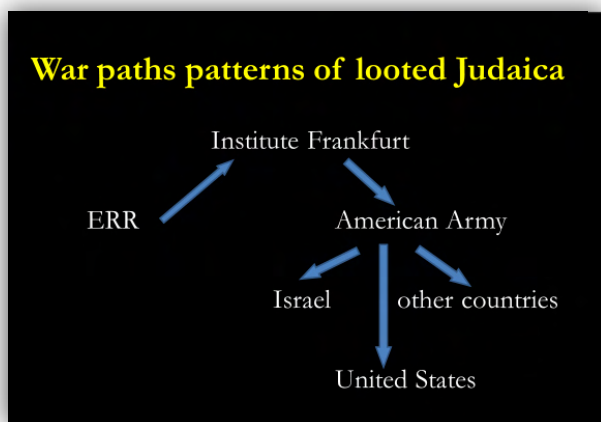 War paths patterns of looted Judaica
Institute Frankfurt
ERR
American Army
Israel
other countries
United States